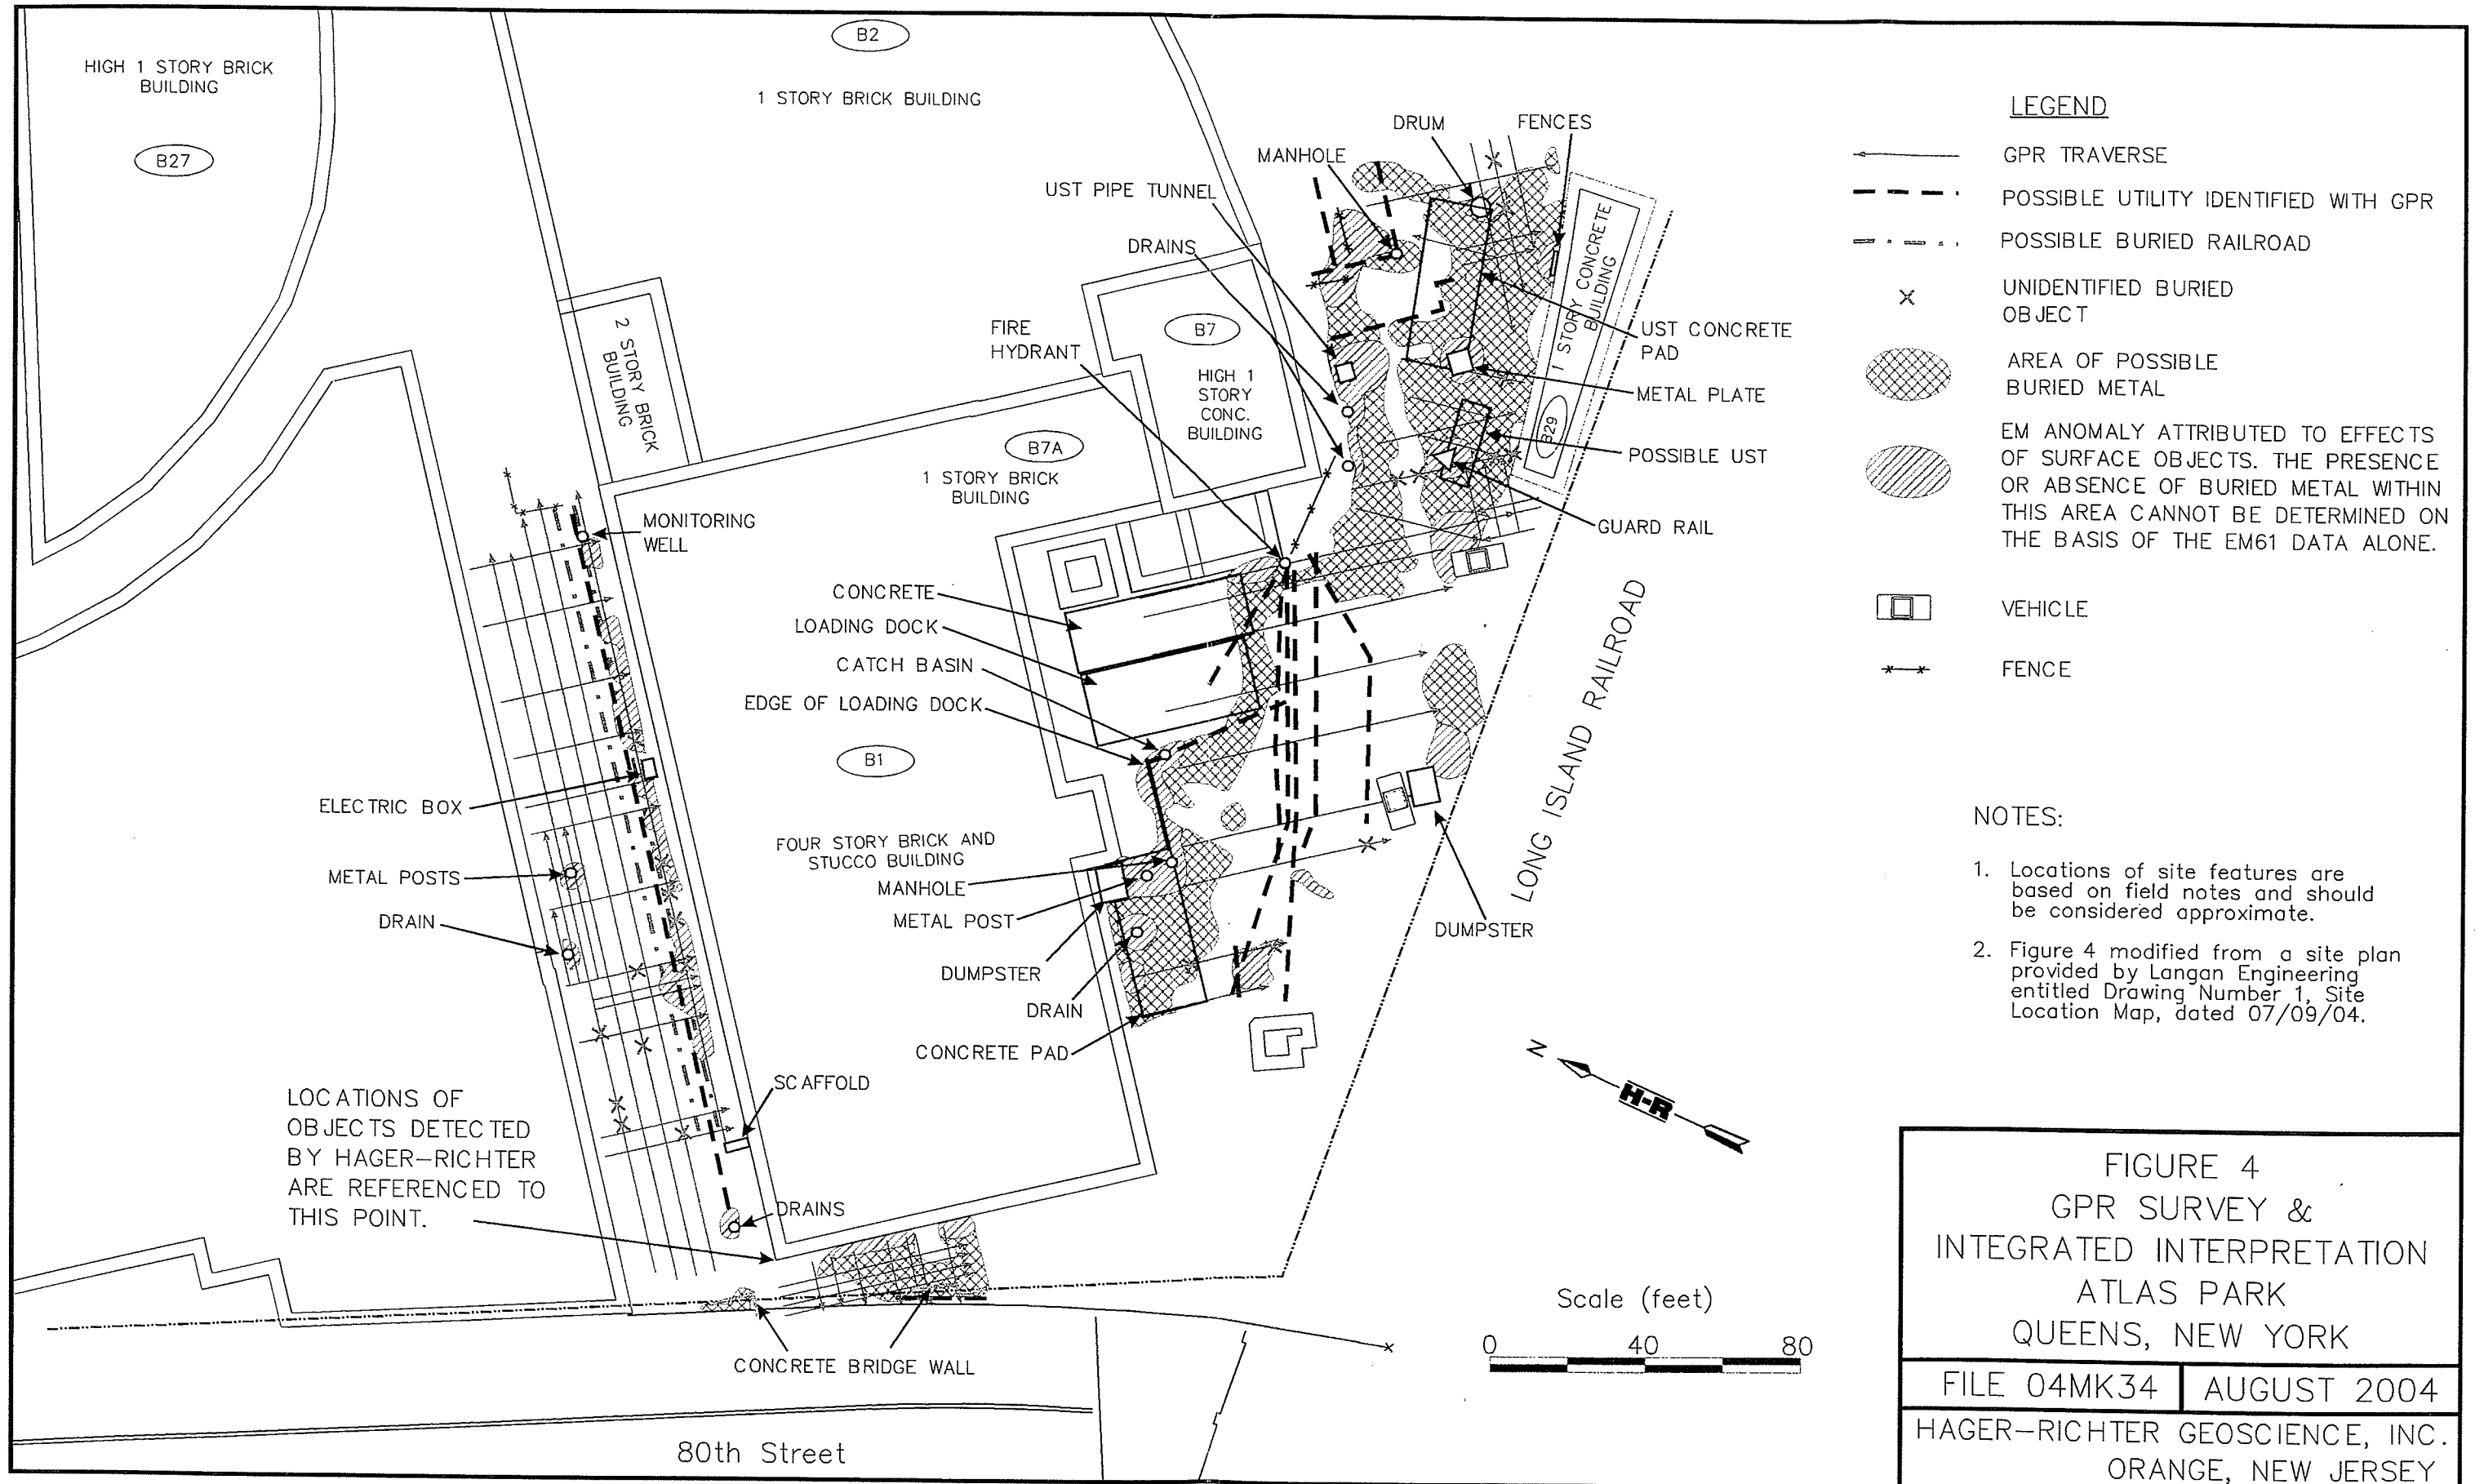 HIGH 1 STORY BRICK
BUILDING
B27
B2
1 STORY BRICK BUILDING
2 STORY BRICK
BUILDING
MANHOLE
DRUM
FENCES
UST PIPE TUNNEL
DRAINS
FIRE
HYDRANT
B7
HIGH 1
STORY
CONC.
BUILDING
B7A
1 STORY BRICK
BUILDING
1 STORY CONCRETE
BUILDING
B29
UST CONCRETE
PAD
METAL PLATE
POSSIBLE UST
GUARD RAIL
MONITORING
WELL
CONCRETE
LOADING DOCK
CATCH BASIN
EDGE OF LOADING DOCK
B1
FOUR STORY BRICK AND
STUCCO BUILDING
MANHOLE
METAL POST
DUMPSTER
DRAIN
CONCRETE PAD
ELECTRIC BOX
METAL POSTS
DRAIN
SCAFFOLD
DRAINS
LOCATIONS OF
OBJECTS DETECTED
BY HAGER-RICHTER
ARE REFERENCED TO
THIS POINT.
CONCRETE BRIDGE WALL
80th Street
DUMPSTER
LONG ISLAND RAILROAD
N
H-R
Scale (feet)
0 40 80
LEGEND
GPR TRAVERSE
POSSIBLE UTILITY IDENTIFIED WITH GPR
POSSIBLE BURIED RAILROAD
UNIDENTIFIED BURIED
OBJECT
AREA OF POSSIBLE
BURIED METAL
EM ANOMALY ATTRIBUTED TO EFFECTS
OF SURFACE OBJECTS. THE PRESENCE
OR ABSENCE OF BURIED METAL WITHIN
THIS AREA CANNOT BE DETERMINED ON
THE BASIS OF THE EM61 DATA ALONE.
VEHICLE
FENCE
NOTES:
1. Locations of site features are
based on field notes and should
be considered approximate.
2. Figure 4 modified from a site plan
provided by Langan Engineering
entitled Drawing Number 1, Site
Location Map, dated 07/09/04.
FIGURE 4
GPR SURVEY &
INTEGRATED INTERPRETATION
ATLAS PARK
QUEENS, NEW YORK
FILE 04MK34
AUGUST 2004
HAGER-RICHTER GEOSCIENCE, INC.
ORANGE, NEW JERSEY